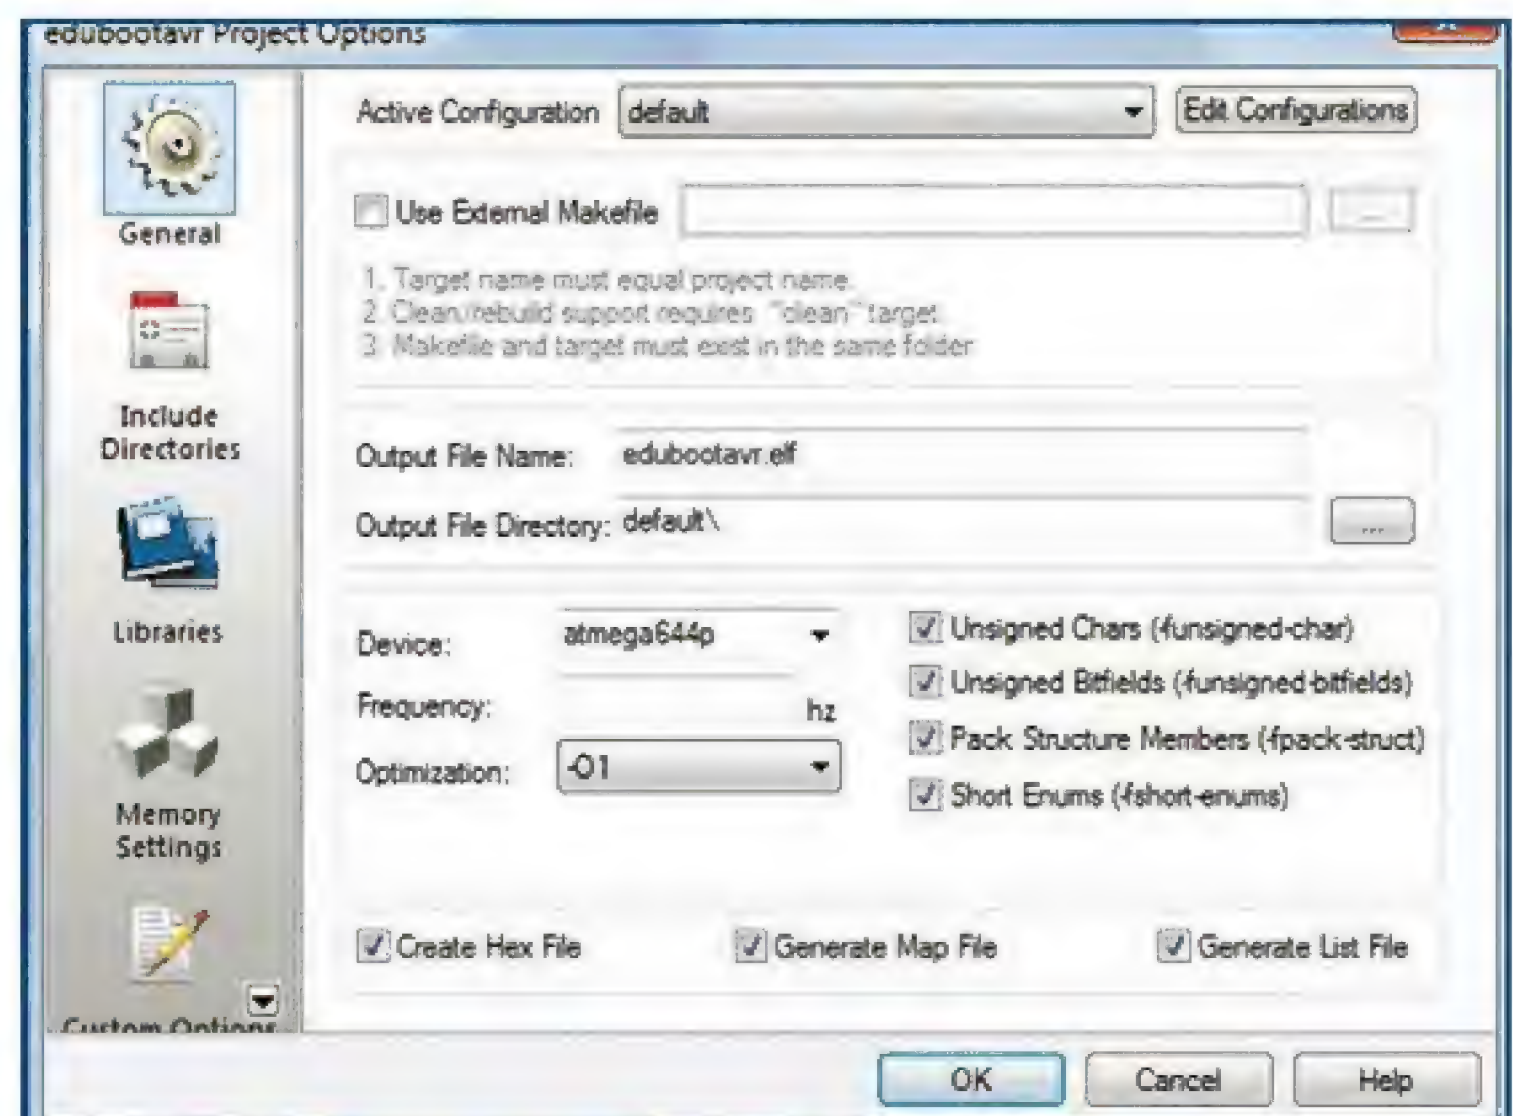 edubootavr Project Options
General
Include
Directories
Libraries
Memory
Settings
Custom Options
Active Configuration default Edit Configurations
Use External Makefile ...
1. Target name must equal project name.
2. Clean/rebuild support requires "clean" target.
3. Makefile and target must exist in the same folder
Output File Name: edubootavr.elf
Output File Directory: default\ ...
Device: atmega644p
Frequency: hz
Optimization: -O1
Unsigned Chars (-funsigned-char)
Unsigned Bitfields (-funsigned-bitfields)
Pack Structure Members (-fpack-struct)
Short Enums (-fshort-enums)
Create Hex File Generate Map File Generate List File
OK Cancel Help